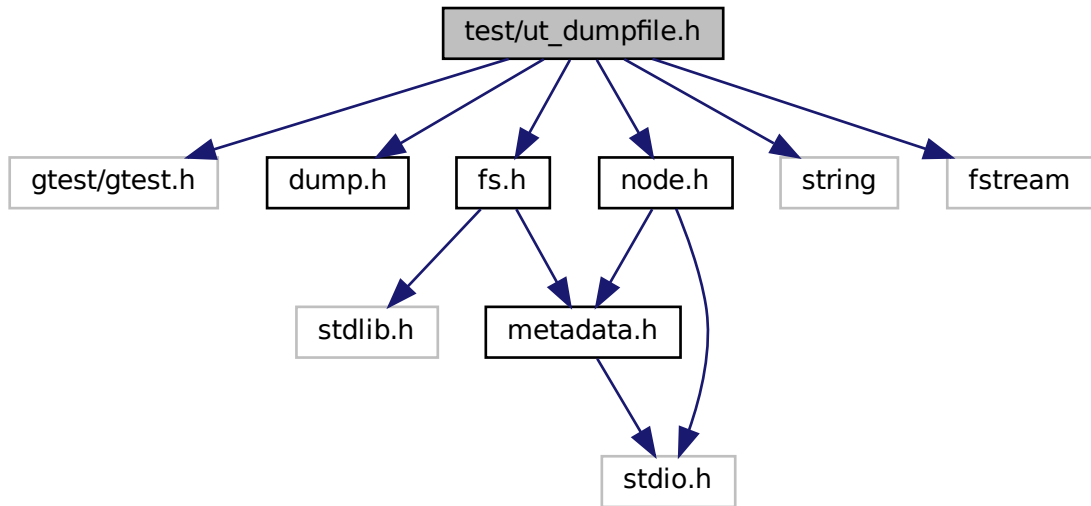 test/ut_dumpfile.h
gtest/gtest.h
dump.h
fs.h
node.h
string
fstream
stdlib.h
metadata.h
stdio.h